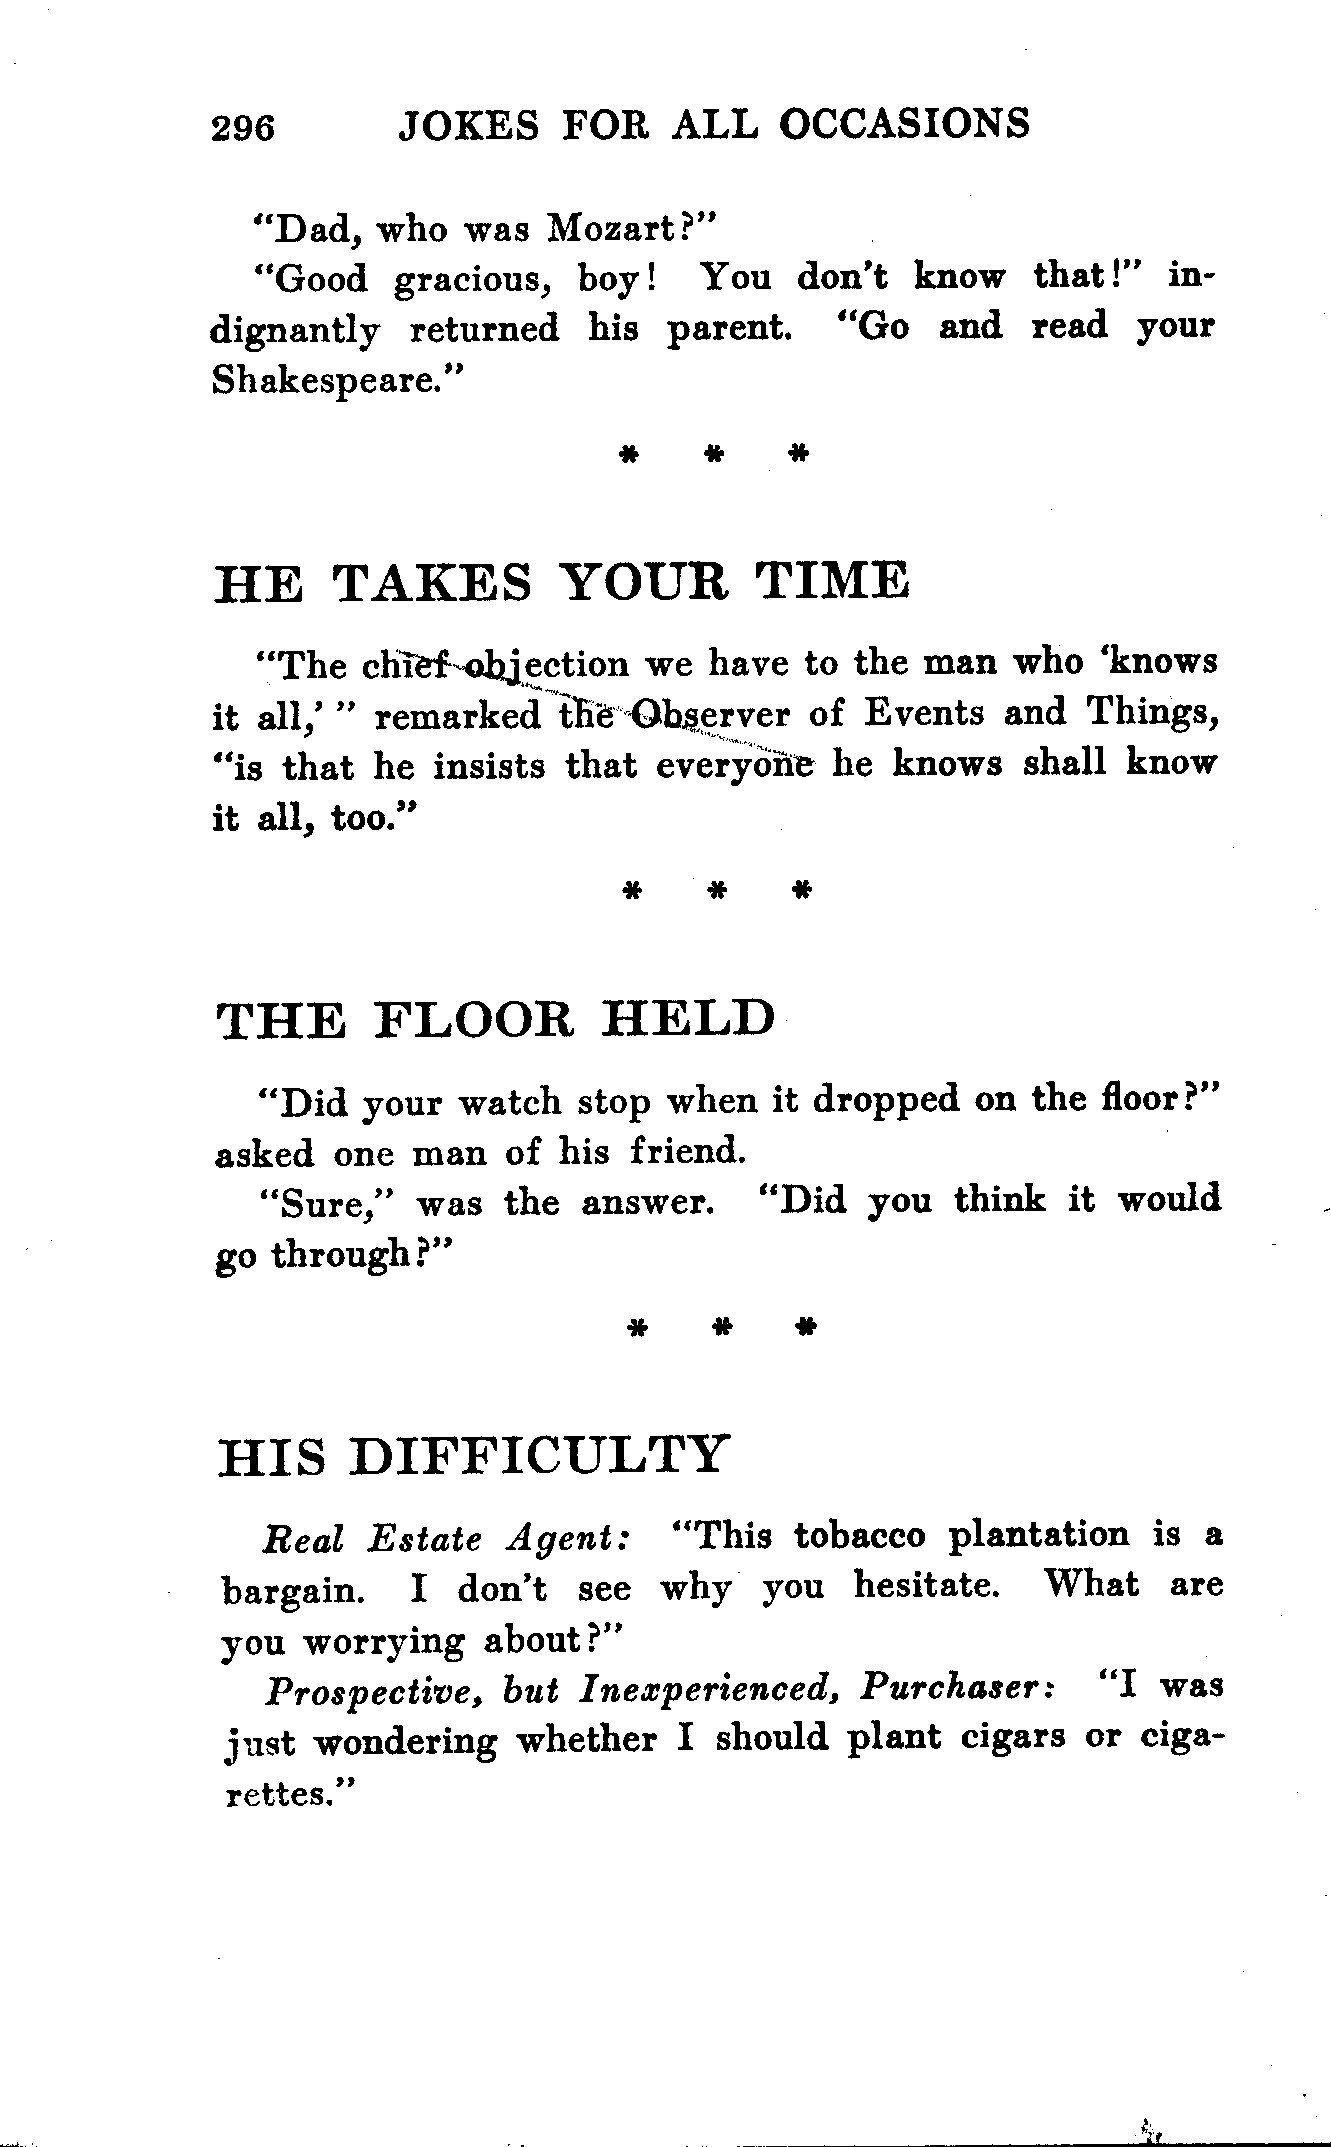 296 JOKES FOR ALL OCCASIONS
"Dad, who was Mozart?"
"Good gracious, boy! You don't know that!" in-
dignantly returned his parent. "Go and read your
Shakespeare."
* * *
HE TAKES YOUR TIME
"The chief objection we have to the man who 'knows
it all,' " remarked the Observer of Events and Things,
"is that he insists that everyone he knows shall know
it all, too."
* * *
THE FLOOR HELD
"Did your watch stop when it dropped on the floor?"
asked one man of his friend.
"Sure," was the answer. "Did you think it would
go through?"
* * *
HIS DIFFICULTY
Real Estate Agent: "This tobacco plantation is a
bargain. I don't see why you hesitate. What are
you worrying about?"
Prospective, but Inexperienced, Purchaser: "I was
just wondering whether I should plant cigars or ciga-
rettes."